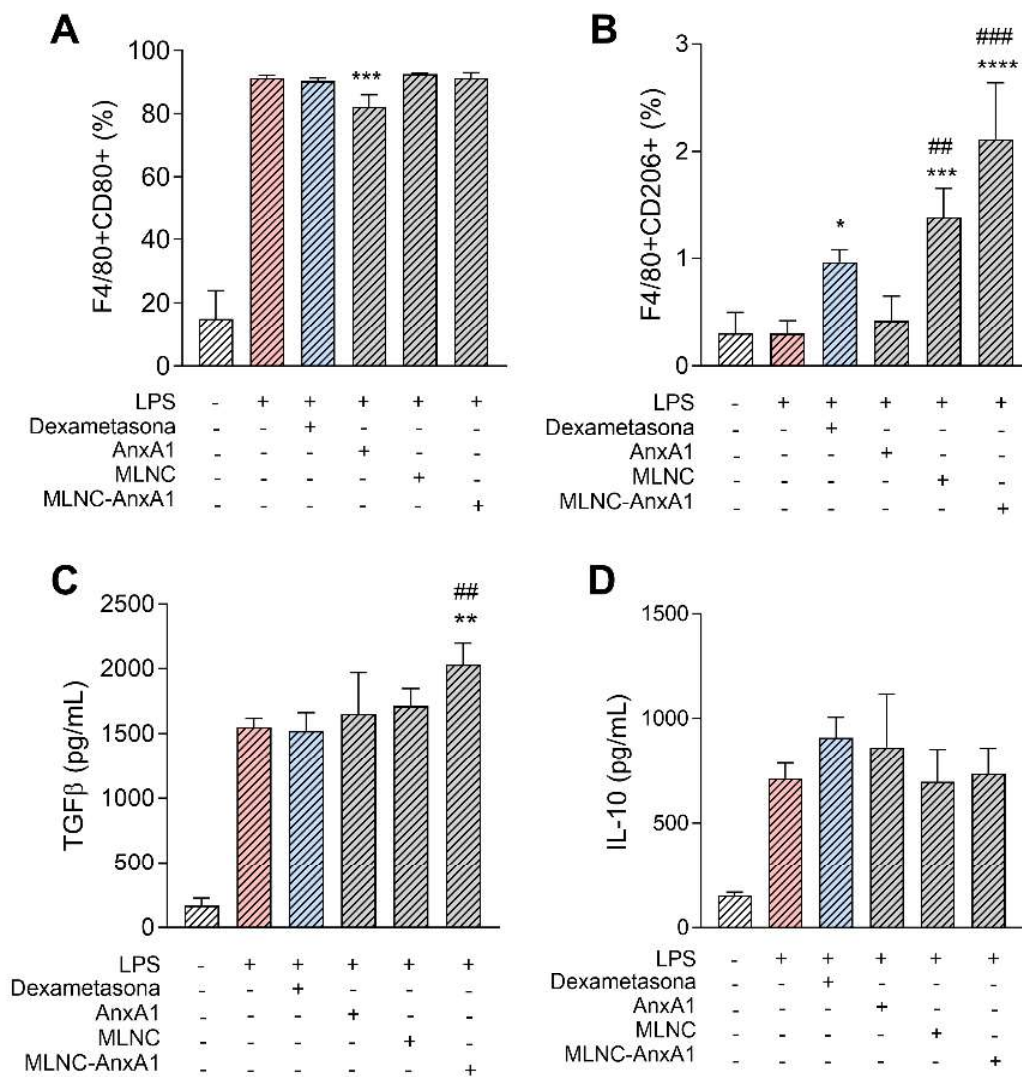 A
F4/80+CD80+ (%)
100
80
60
40
20
0
***
LPS - + + + + +
Dexametasona - - + - - -
AnxA1 - - - + - -
MLNC - - - - + -
MLNC-AnxA1 - - - - - +
B
F4/80+CD206+ (%)
3
2
1
0
*
##
***
###
****
LPS - + + + + +
Dexametasona - - + - - -
AnxA1 - - - + - -
MLNC - - - - + -
MLNC-AnxA1 - - - - - +
C
TGFβ (pg/mL)
2500
2000
1500
1000
500
0
##
**
LPS - + + + + +
Dexametasona - - + - - -
AnxA1 - - - + - -
MLNC - - - - + -
MLNC-AnxA1 - - - - - +
D
IL-10 (pg/mL)
1500
1000
500
0
LPS - + + + + +
Dexametasona - - + - - -
AnxA1 - - - + - -
MLNC - - - - + -
MLNC-AnxA1 - - - - - +